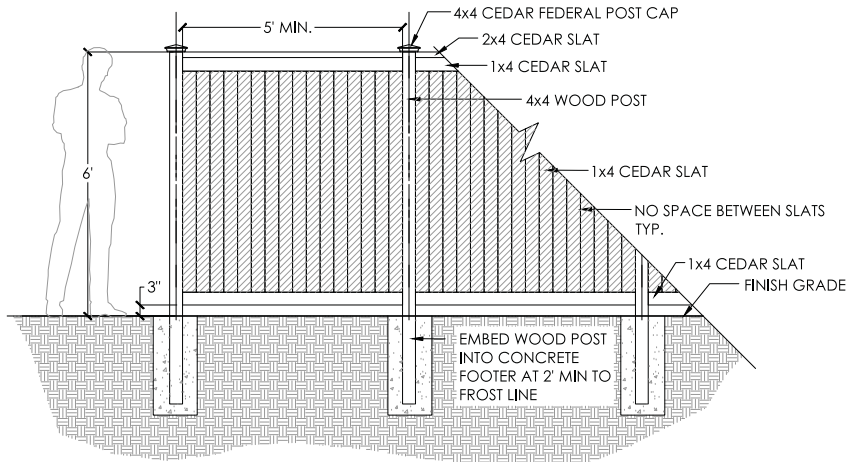 5' MIN.
4x4 CEDAR FEDERAL POST CAP
2x4 CEDAR SLAT
1x4 CEDAR SLAT
4x4 WOOD POST
6'
1x4 CEDAR SLAT
NO SPACE BETWEEN SLATS
TYP.
1x4 CEDAR SLAT
3"
FINISH GRADE
EMBED WOOD POST
INTO CONCRETE
FOOTER AT 2' MIN TO
FROST LINE